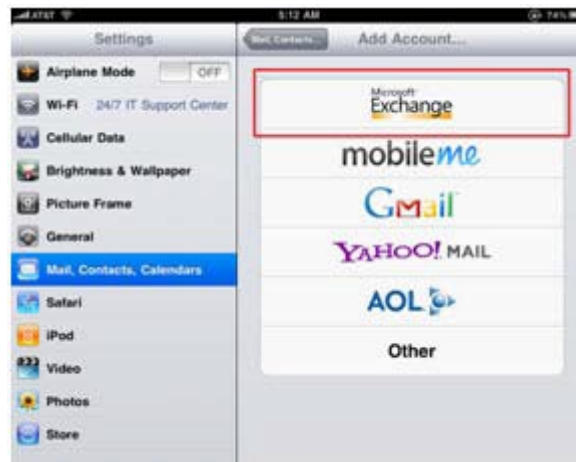 AT&T
5:12 AM
74%
Settings
Mail, Contacts...
Add Account...
Airplane Mode OFF
Wi-Fi 24/7 IT Support Center
Cellular Data
Brightness & Wallpaper
Picture Frame
General
Mail, Contacts, Calendars
Safari
iPod
Video
Photos
Store
Microsoft
Exchange
mobileme
Gmail
YAHOO! MAIL
AOL
Other